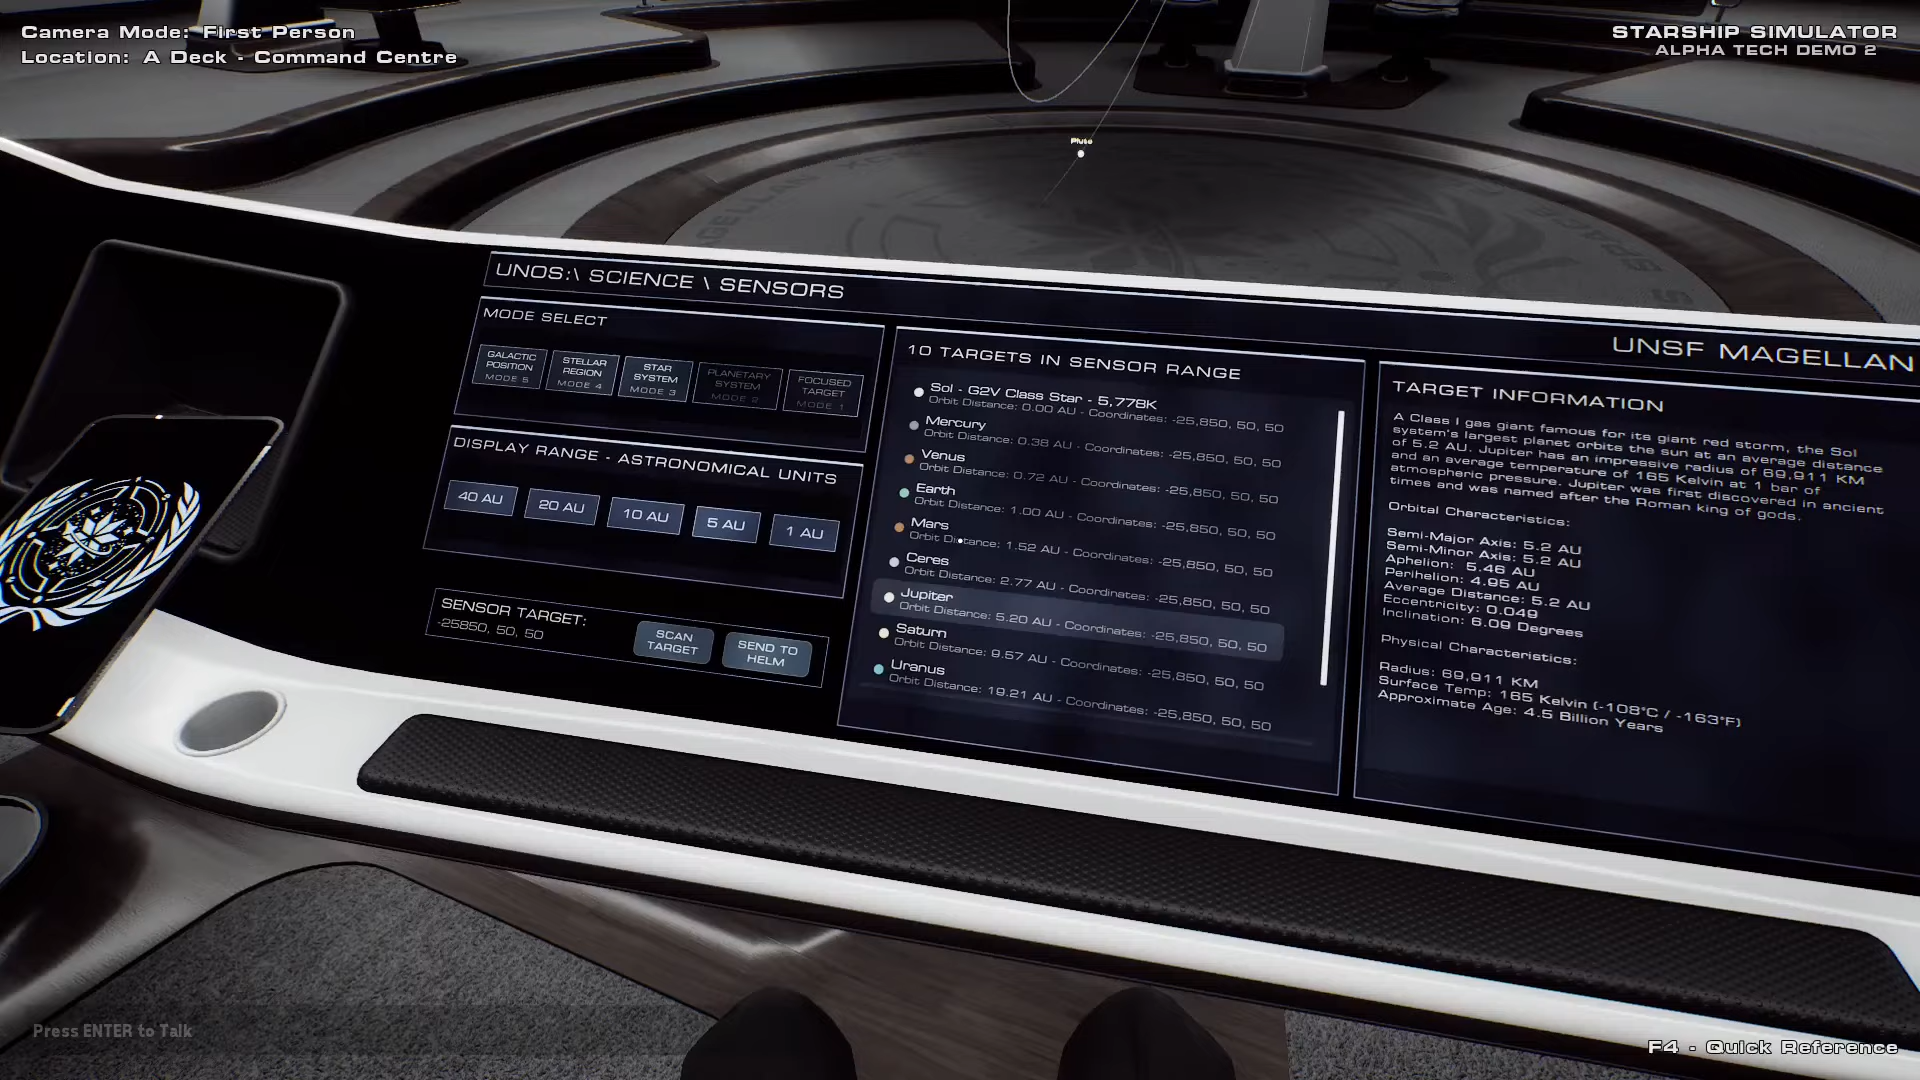 Camera Mode: First Person
Location: A Deck - Command Centre
STARSHIP SIMULATOR
ALPHA TECH DEMO 2
Pluto
UNOS:\ SCIENCE \ SENSORS
UNSF MAGELLAN
MODE SELECT
GALACTIC
POSITION
MODE 5
STELLAR
REGION
MODE 4
STAR
SYSTEM
MODE 3
PLANETARY
SYSTEM
MODE 2
FOCUSED
TARGET
MODE 1
DISPLAY RANGE - ASTRONOMICAL UNITS
40 AU
20 AU
10 AU
5 AU
1 AU
SENSOR TARGET:
-25850, 50, 50
SCAN
TARGET
SEND TO
HELM
10 TARGETS IN SENSOR RANGE
Sol - G2V Class Star - 5,778K
Orbit Distance: 0.00 AU - Coordinates: -25,850, 50, 50
Mercury
Orbit Distance: 0.38 AU - Coordinates: -25,850, 50, 50
Venus
Orbit Distance: 0.72 AU - Coordinates: -25,850, 50, 50
Earth
Orbit Distance: 1.00 AU - Coordinates: -25,850, 50, 50
Mars
Orbit Distance: 1.52 AU - Coordinates: -25,850, 50, 50
Ceres
Orbit Distance: 2.77 AU - Coordinates: -25,850, 50, 50
Jupiter
Orbit Distance: 5.20 AU - Coordinates: -25,850, 50, 50
Saturn
Orbit Distance: 9.57 AU - Coordinates: -25,850, 50, 50
Uranus
Orbit Distance: 19.21 AU - Coordinates: -25,850, 50, 50
TARGET INFORMATION
A Class I gas giant famous for its giant red storm, the Sol
system's largest planet orbits the sun at an average distance
of 5.2 AU. Jupiter has an impressive radius of 69,911 KM
and an average temperature of 165 Kelvin at 1 bar of
atmospheric pressure. Jupiter was first discovered in ancient
times and was named after the Roman king of gods.
Orbital Characteristics:
Semi-Major Axis: 5.2 AU
Semi-Minor Axis: 5.2 AU
Aphelion: 5.46 AU
Perihelion: 4.95 AU
Average Distance: 5.2 AU
Eccentricity: 0.049
Inclination: 6.09 Degrees
Physical Characteristics:
Radius: 69,911 KM
Surface Temp: 165 Kelvin (-108°C / -163°F)
Approximate Age: 4.5 Billion Years
Press ENTER to Talk
F4 - Quick Reference